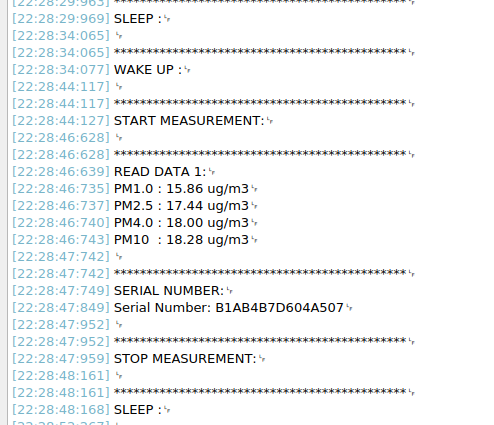 [22:28:29:963] *********************************************
[22:28:29:969] SLEEP :
[22:28:34:065]
[22:28:34:065] *********************************************
[22:28:34:077] WAKE UP :
[22:28:44:117]
[22:28:44:117] *********************************************
[22:28:44:127] START MEASUREMENT:
[22:28:46:628]
[22:28:46:628] *********************************************
[22:28:46:639] READ DATA 1:
[22:28:46:735] PM1.0 : 15.86 ug/m3
[22:28:46:737] PM2.5 : 17.44 ug/m3
[22:28:46:740] PM4.0 : 18.00 ug/m3
[22:28:46:743] PM10  : 18.28 ug/m3
[22:28:47:742]
[22:28:47:742] *********************************************
[22:28:47:749] SERIAL NUMBER:
[22:28:47:849] Serial Number: B1AB4B7D604A507
[22:28:47:952]
[22:28:47:952] *********************************************
[22:28:47:959] STOP MEASUREMENT:
[22:28:48:161]
[22:28:48:161] *********************************************
[22:28:48:168] SLEEP :